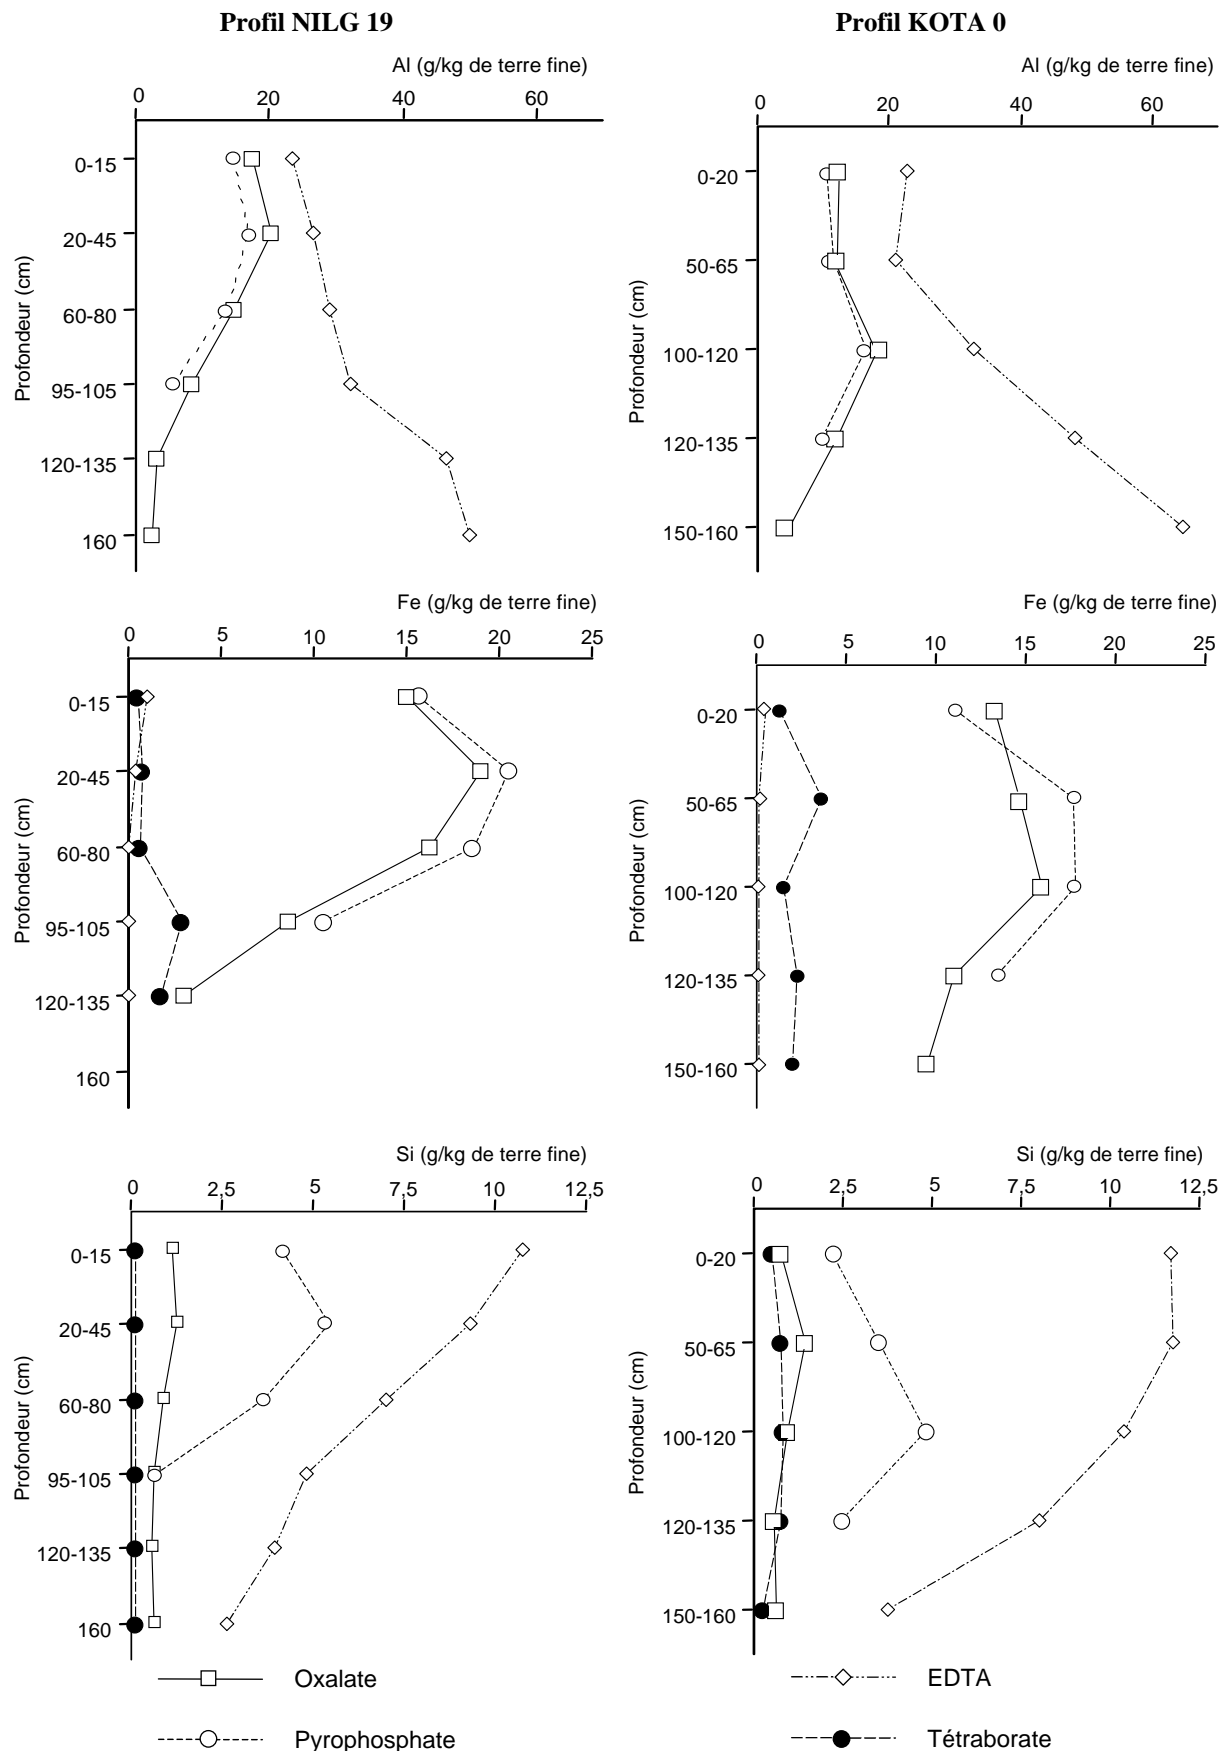 Profil NILG 19
Profil KOTA 0
Al (g/kg de terre fine)
0 20 40 60
Profondeur (cm)
0-15
20-45
60-80
95-105
120-135
160
Al (g/kg de terre fine)
0 20 40 60
Profondeur (cm)
0-20
50-65
100-120
120-135
150-160
Fe (g/kg de terre fine)
0 5 10 15 20 25
Profondeur (cm)
0-15
20-45
60-80
95-105
120-135
160
Fe (g/kg de terre fine)
0 5 10 15 20 25
Profondeur (cm)
0-20
50-65
100-120
120-135
150-160
Si (g/kg de terre fine)
0 2,5 5 7,5 10 12,5
Profondeur (cm)
0-15
20-45
60-80
95-105
120-135
160
Si (g/kg de terre fine)
0 2,5 5 7,5 10 12,5
Profondeur (cm)
0-20
50-65
100-120
120-135
150-160
Oxalate
EDTA
Pyrophosphate
Tétraborate